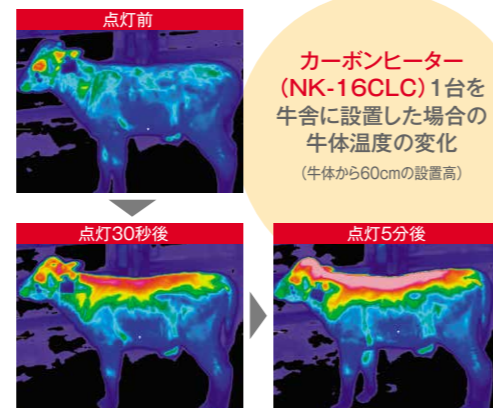 点灯前
カーボンヒーター
(NK-16CLC)1台を
牛舎に設置した場合の
牛体温度の変化
(牛体から60cmの設置高)
点灯30秒後
点灯5分後